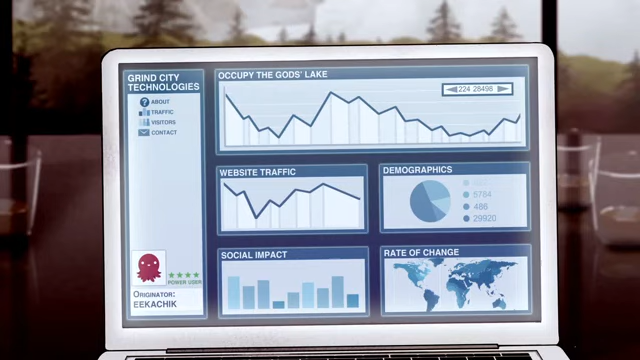 GRIND CITY
TECHNOLOGIES
ABOUT
TRAFFIC
VISITORS
CONTACT
POWER USER
ORIGINATOR:
EEKACHIK
OCCUPY THE GODS' LAKE
224 28498
WEBSITE TRAFFIC
DEMOGRAPHICS
5784
486
29920
SOCIAL IMPACT
RATE OF CHANGE